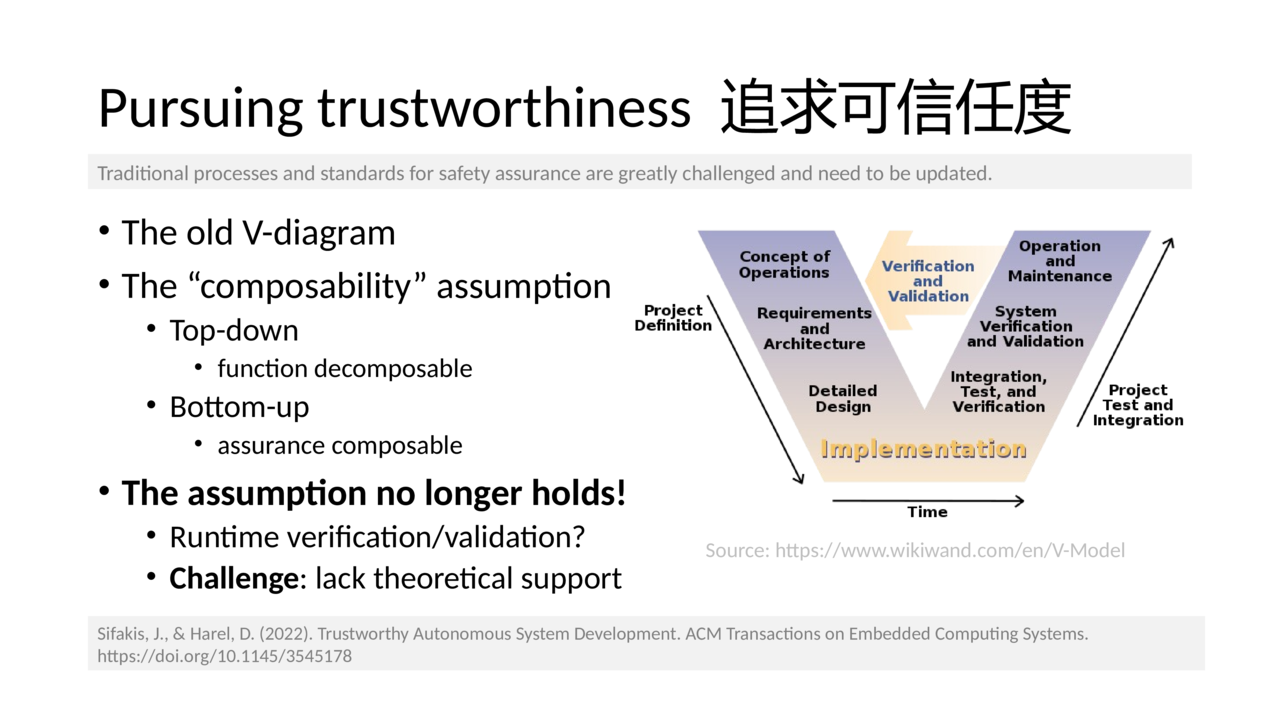 Pursuing trustworthiness 追求可信任度
Traditional processes and standards for safety assurance are greatly challenged and need to be updated.
• The old V-diagram
• The “composability” assumption
• Top-down
• function decomposable
• Bottom-up
• assurance composable
• The assumption no longer holds!
• Runtime verification/validation?
• Challenge: lack theoretical support
Project
Definition
Concept of
Operations
Requirements
and
Architecture
Detailed
Design
Verification
and
Validation
Operation
and
Maintenance
System
Verification
and Validation
Integration,
Test, and
Verification
Project
Test and
Integration
Implementation
Time
Source: https://www.wikiwand.com/en/V-Model
Sifakis, J., & Harel, D. (2022). Trustworthy Autonomous System Development. ACM Transactions on Embedded Computing Systems.
https://doi.org/10.1145/3545178